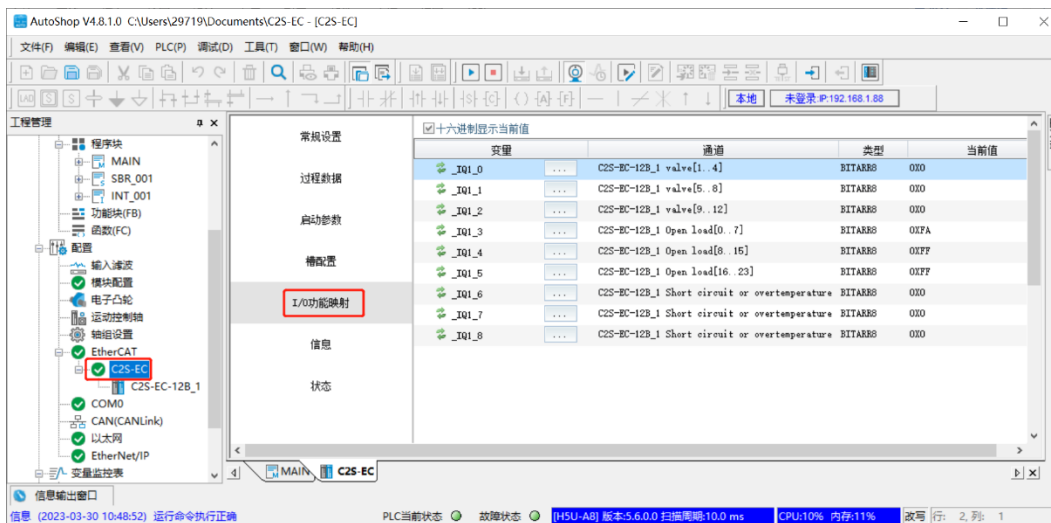 AutoShop V4.8.1.0 C:\Users\29719\Documents\C2S-EC - [C2S-EC]
文件(F) 编辑(E) 查看(V) PLC(P) 调试(D) 工具(T) 窗口(W) 帮助(H)
本地 未登录:IP:192.168.1.88
工程管理
程序块
MAIN
SBR_001
INT_001
功能块(FB)
函数(FC)
配置
输入滤波
模块配置
电子凸轮
运动控制轴
轴组设置
EtherCAT
C2S-EC
C2S-EC-12B_1
COM0
CAN(CANLink)
以太网
EtherNet/IP
变量监控表
常规设置
过程数据
启动参数
槽配置
I/O功能映射
信息
状态
十六进制显示当前值
变量 通道 类型 当前值
_IQ1_0 ... C2S-EC-12B_1 valve[1..4] BITARR8 0X0
_IQ1_1 ... C2S-EC-12B_1 valve[5..8] BITARR8 0X0
_IQ1_2 ... C2S-EC-12B_1 valve[9..12] BITARR8 0X0
_IQ1_3 ... C2S-EC-12B_1 Open load[0..7] BITARR8 0XFA
_IQ1_4 ... C2S-EC-12B_1 Open load[8..15] BITARR8 0XFF
_IQ1_5 ... C2S-EC-12B_1 Open load[16..23] BITARR8 0XFF
_IQ1_6 ... C2S-EC-12B_1 Short circuit or overtemperature BITARR8 0X0
_IQ1_7 ... C2S-EC-12B_1 Short circuit or overtemperature BITARR8 0X0
_IQ1_8 ... C2S-EC-12B_1 Short circuit or overtemperature BITARR8 0X0
MAIN C2S-EC
信息输出窗口
信息 (2023-03-30 10:48:52) 运行命令执行正确 PLC当前状态 故障状态 [H5U-A8] 版本:5.6.0.0 扫描周期:10.0 ms CPU:10% 内存:11% 改写 行: 2, 列: 1